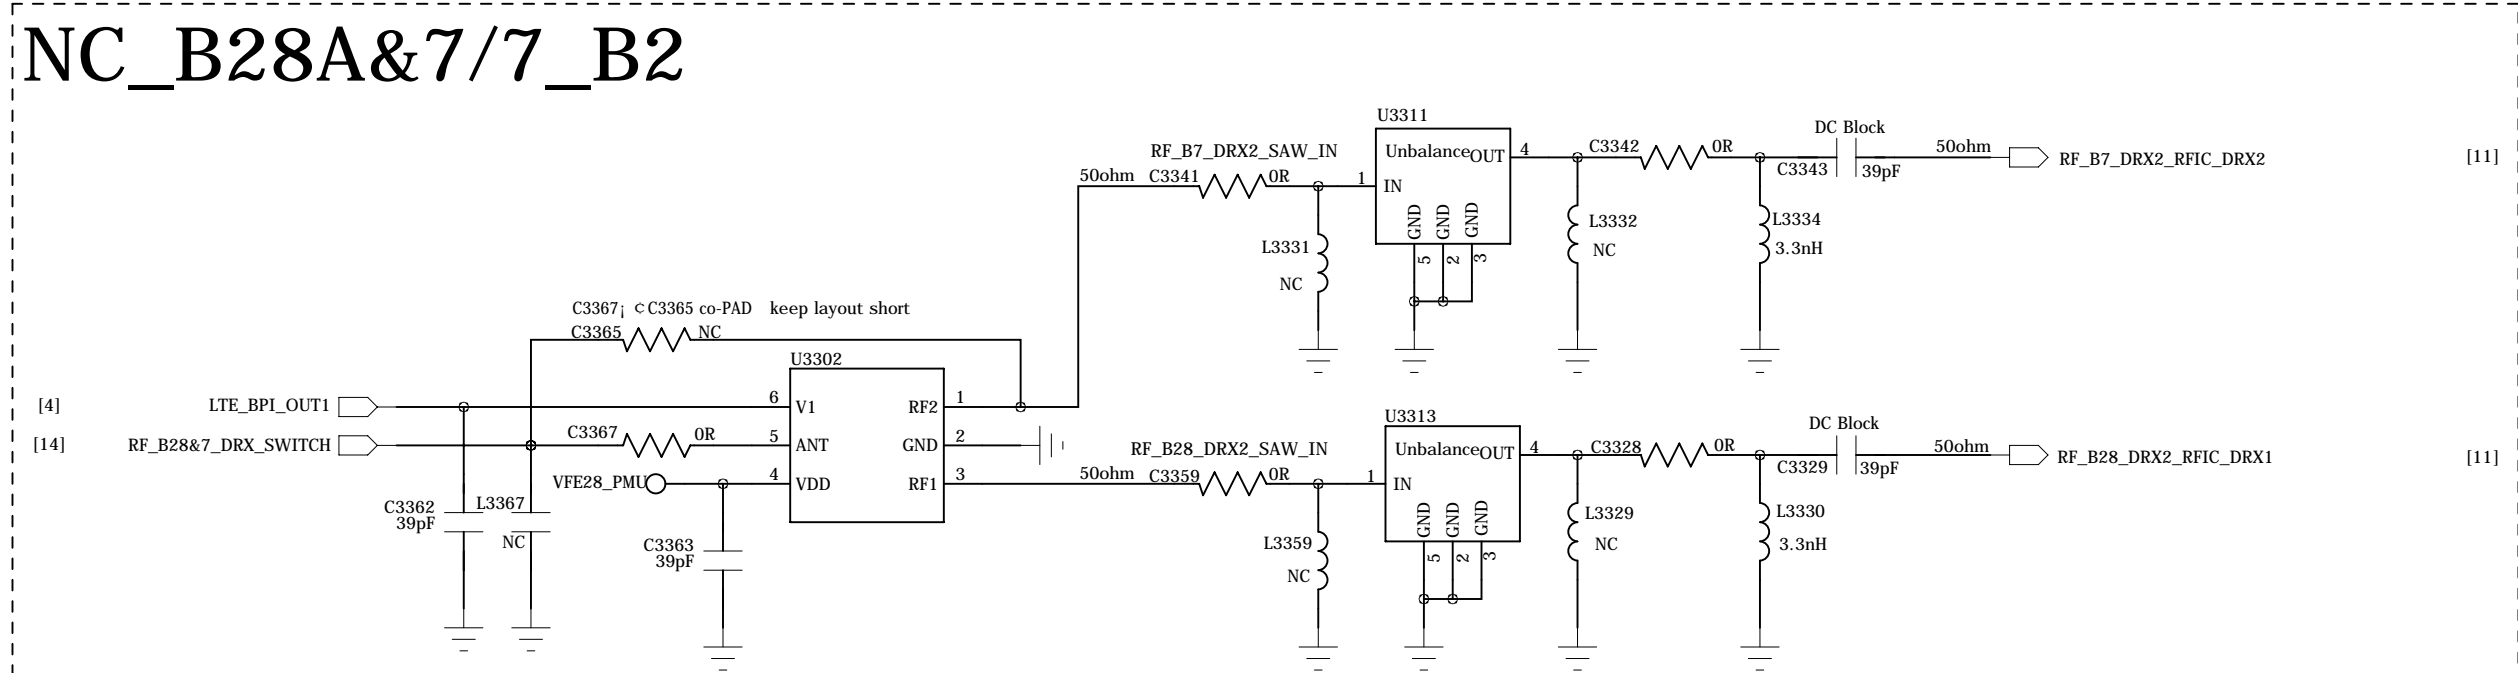 NC_B28A&7/7_B2
U3311
DC Block
RF_B7_DRX2_SAW_IN
Unbalance OUT 4
C3342 0R
50ohm
RF_B7_DRX2_RFIC_DRX2
[11]
50ohm C3341 0R
1 IN
C3343 39pF
GND GND GND
5 2 3
L3331
NC
L3332
NC
L3334
3.3nH
C3367¡ ¢C3365 co-PAD keep layout short
C3365 NC
U3302
[4]
LTE_BPI_OUT1
6 V1
RF2 1
[14]
RF_B28&7_DRX_SWITCH
C3367 0R
5 ANT
GND 2
VFE28_PMU
4 VDD
RF1 3
C3362
39pF
L3367
NC
C3363
39pF
U3313
DC Block
RF_B28_DRX2_SAW_IN
Unbalance OUT 4
C3328 0R
50ohm
RF_B28_DRX2_RFIC_DRX1
[11]
50ohm C3359 0R
1 IN
C3329 39pF
GND GND GND
5 2 3
L3359
NC
L3329
NC
L3330
3.3nH